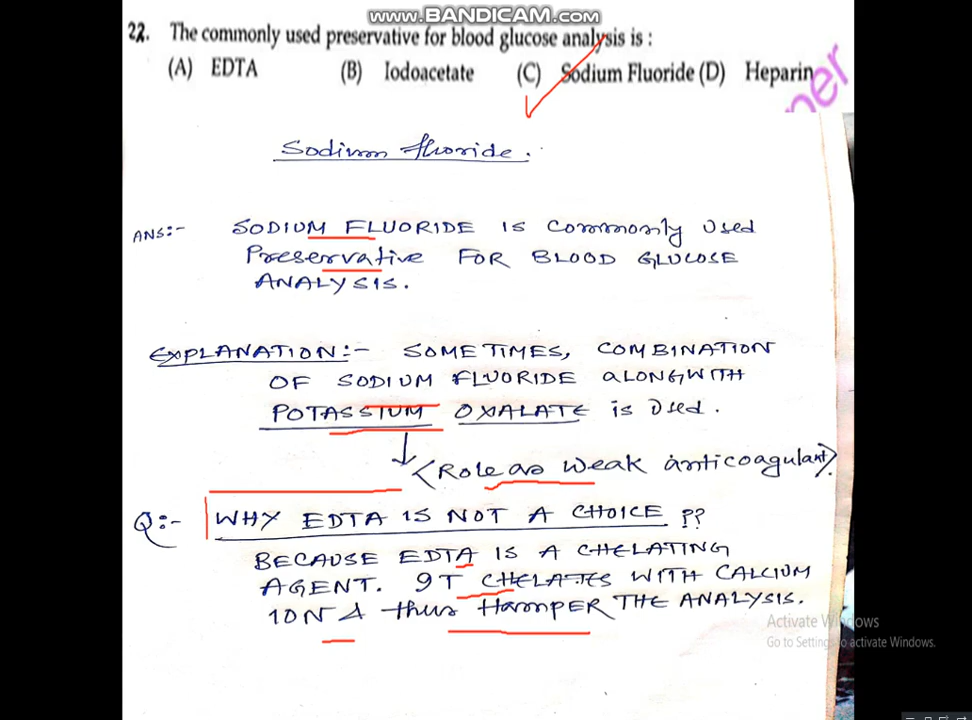 www.BANDICAM.com
22. The commonly used preservative for blood glucose analysis is :
(A) EDTA (B) Iodoacetate (C) Sodium Fluoride (D) Heparin
ner
Sodium fluoride.
ANS:- SODIUM FLUORIDE is commonly used
Preservative FOR BLOOD GLUCOSE
ANALYSIS.
EXPLANATION:- SOMETIMES, COMBINATION
OF SODIUM FLUORIDE ALONGWITH
POTASSIUM OXALATE is used.
(Role as weak anticoagulant).
Q:- WHY EDTA IS NOT A CHOICE ??
BECAUSE EDTA IS A CHELATING
AGENT. IT CHELATES WITH CALCIUM
ION & thus HampER THE ANALYSIS.
Activate Windows
Go to Settings to activate Windows.